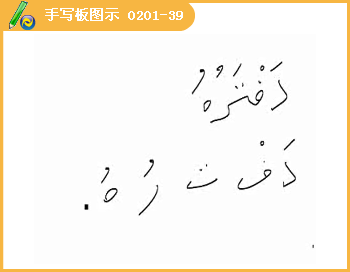 手写板图示 0201-39
دَفْتَرُهُ
دَفْ ت رُ هُ .